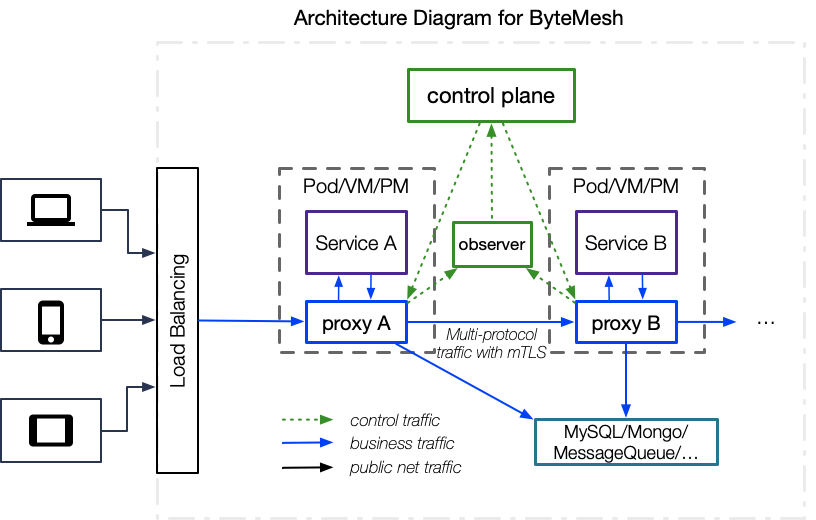 Architecture Diagram for ByteMesh
control plane
Pod/VM/PM
Pod/VM/PM
Service A
observer
Service B
Load Balancing
proxy A
proxy B
...
Multi-protocol
traffic with mTLS
control traffic
business traffic
public net traffic
MySQL/Mongo/
MessageQueue/...